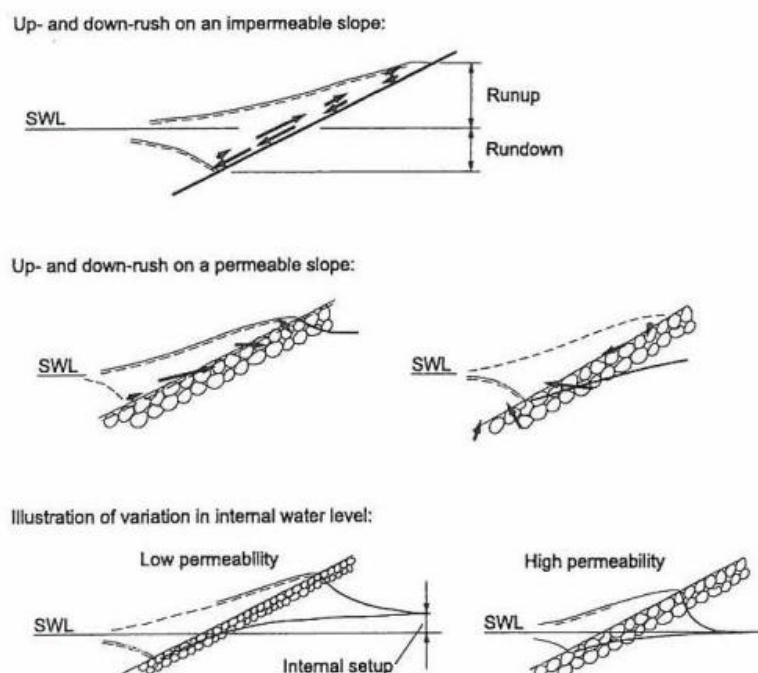 Up- and down-rush on an impermeable slope:
SWL
Runup
Rundown
Up- and down-rush on a permeable slope:
SWL
SWL
Illustration of variation in internal water level:
Low permeability
High permeability
SWL
SWL
Internal setup